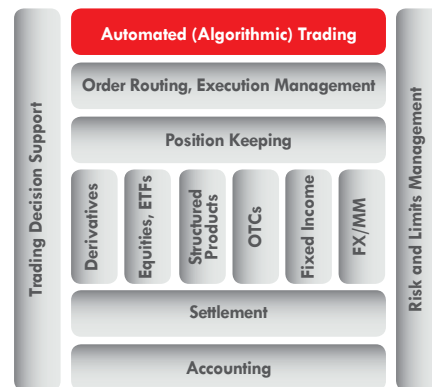 Automated (Algorithmic) Trading
Trading Decision Support
Order Routing, Execution Management
Position Keeping
Derivatives
Equities, ETFs
Structured
Products
OTCs
Fixed Income
FX/MM
Risk and Limits Management
Settlement
Accounting